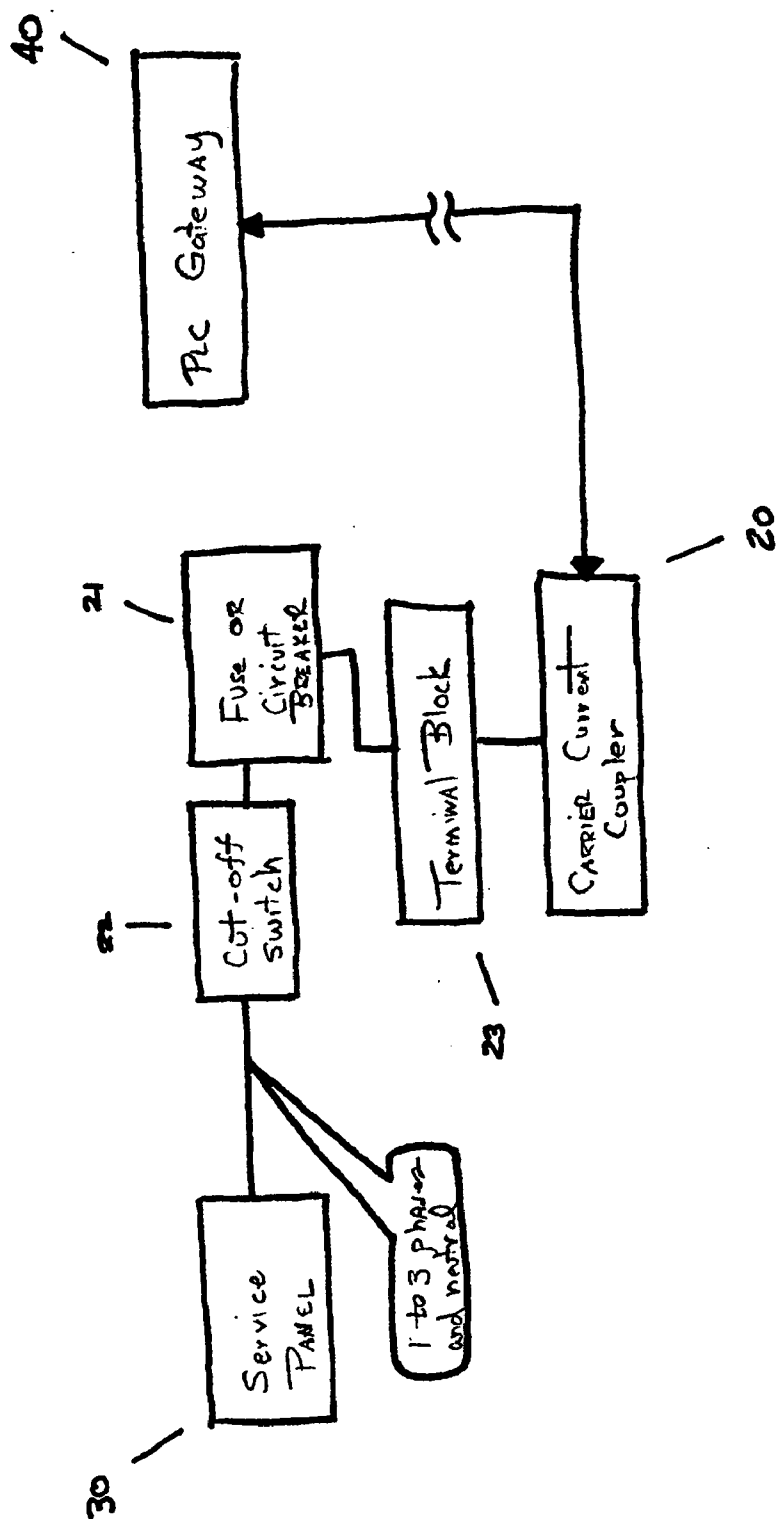 40
PLC Gateway
21
Fuse OR
Circuit
BREAKER
22
Cut-off
switch
Terminal Block
23
CARRIER Current
Coupler
20
Service
PANEL
30
1 to 3 phases
and netral